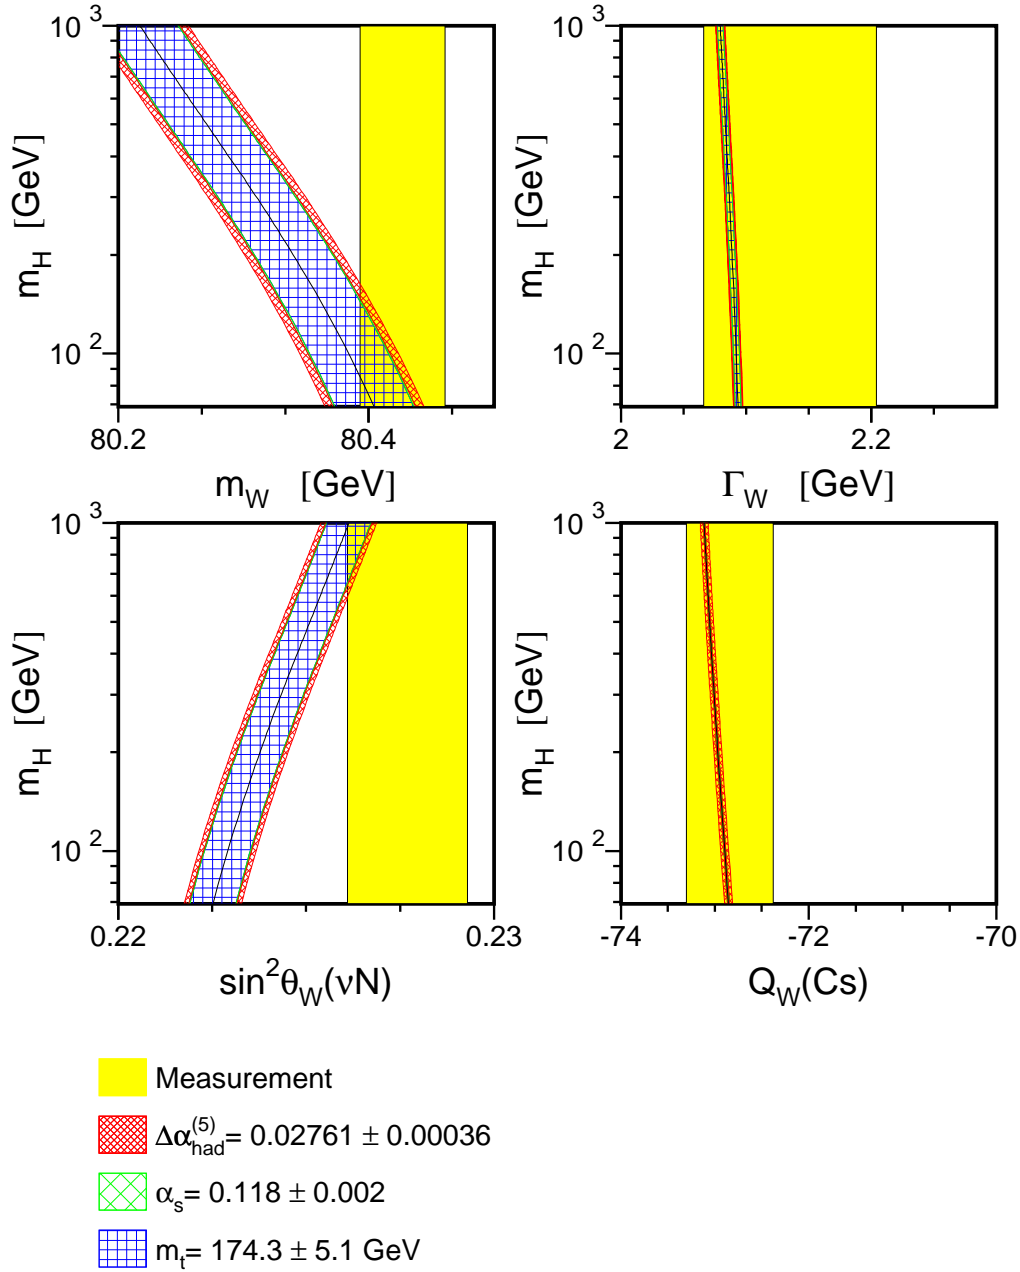 10³
10²
m_H [GeV]
80.2 80.4
m_W [GeV]
10³
10²
m_H [GeV]
2 2.2
Γ_W [GeV]
10³
10²
m_H [GeV]
0.22 0.23
sin²θ_W(νN)
10³
10²
m_H [GeV]
-74 -72 -70
Q_W(Cs)
Measurement
Δα_had^(5)= 0.02761 ± 0.00036
α_s= 0.118 ± 0.002
m_t= 174.3 ± 5.1 GeV